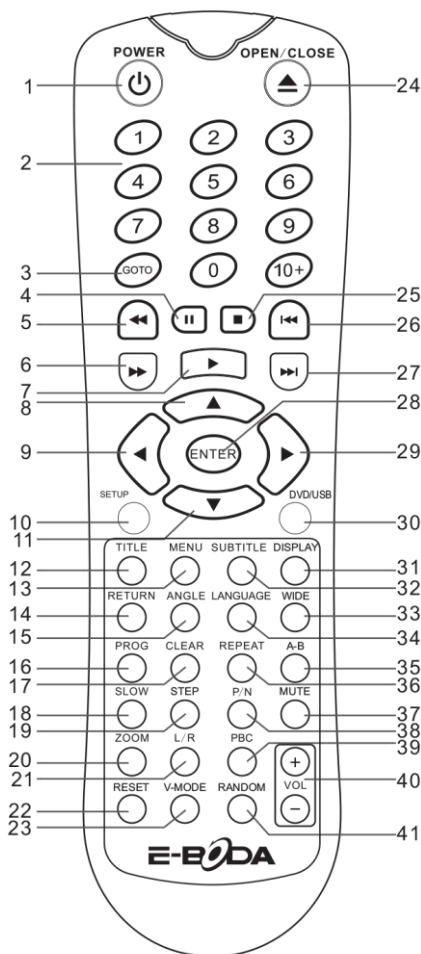 POWER OPEN/CLOSE
1 24
1 2 3
2
4 5 6
7 8 9
3 GOTO 0 10+
4 25
5 26
6 27
7
8 28
9 ENTER 29
SETUP DVD/USB
10 30
11
TITLE MENU SUBTITLE DISPLAY
12 31
13 32
RETURN ANGLE LANGUAGE WIDE
14 33
15 34
PROG CLEAR REPEAT A-B
16 35
17 36
SLOW STEP P/N MUTE
18 37
19 38
ZOOM L/R PBC
20 39
21 + 40
VOL
RESET V-MODE RANDOM
22 −
23 41
E-BODA